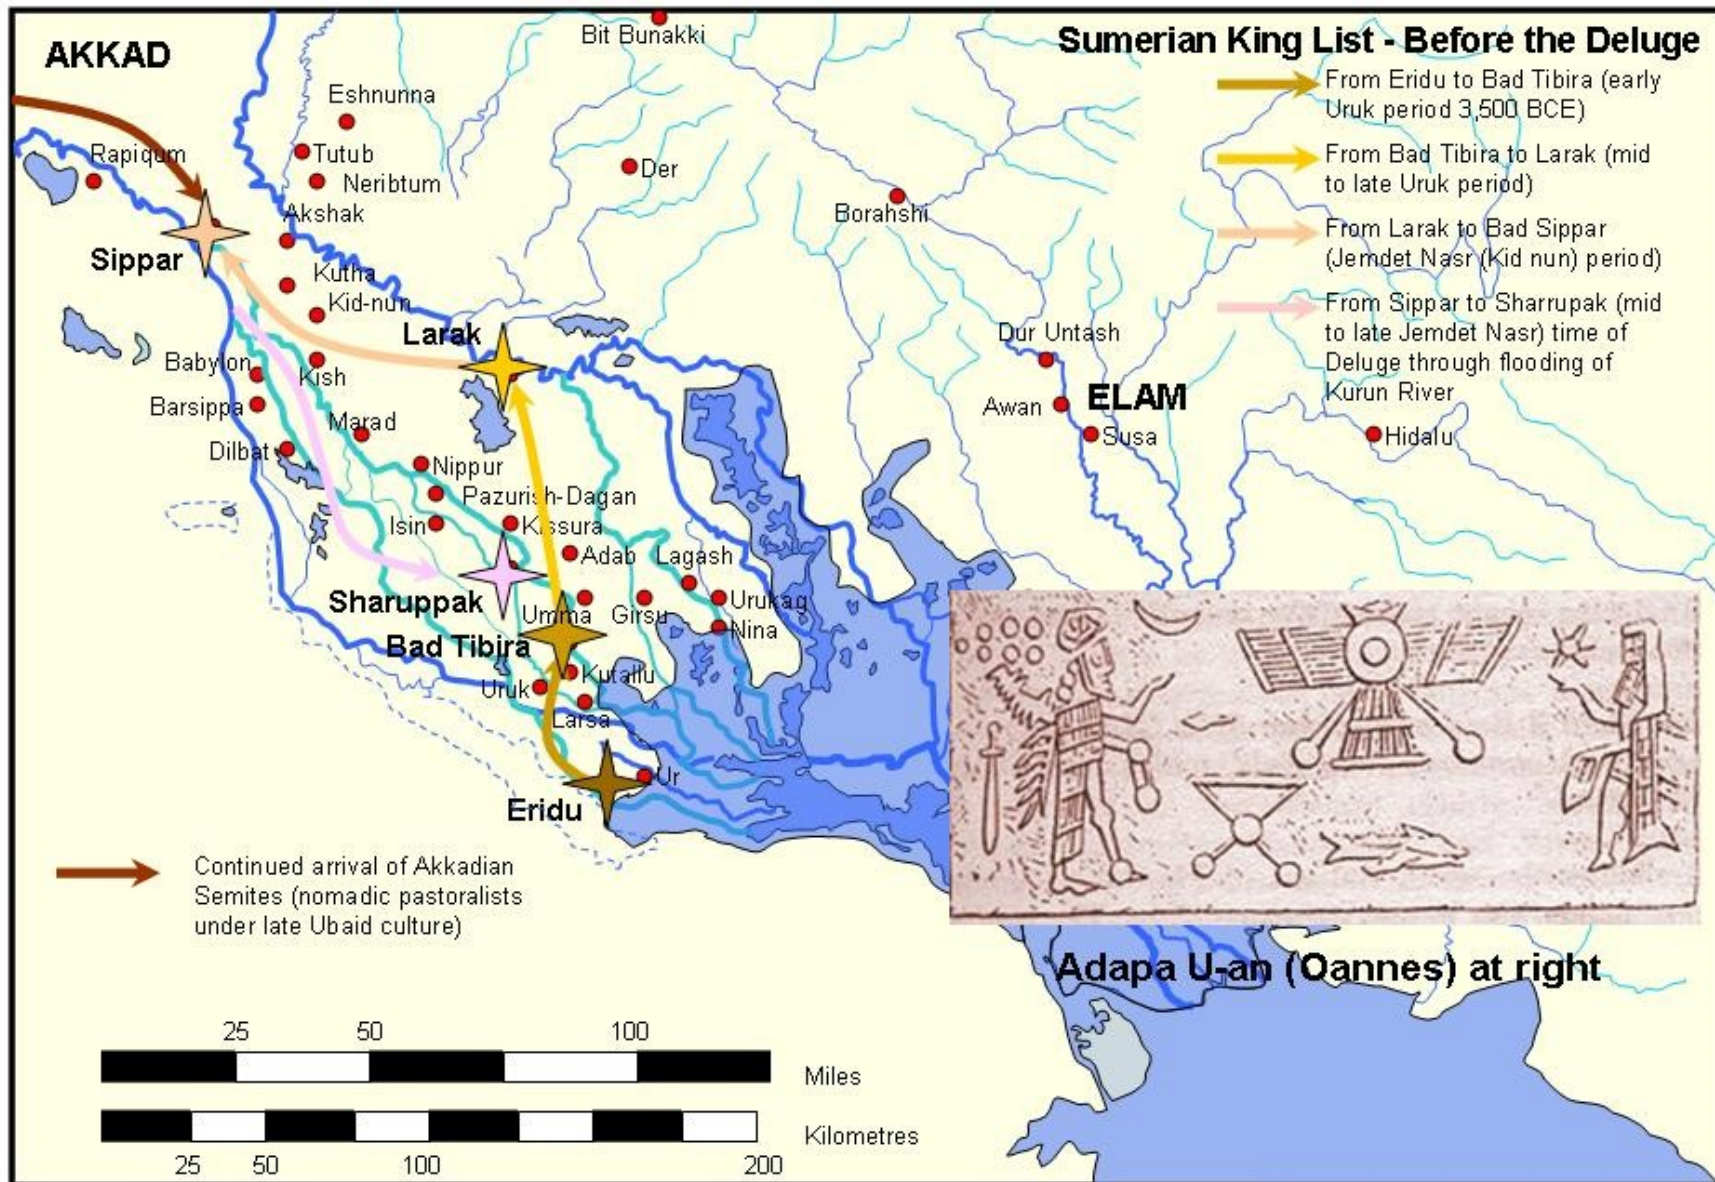 AKKAD
Bit Bunakki
Sumerian King List - Before the Deluge
From Eridu to Bad Tibira (early
Uruk period 3,500 BCE)
From Bad Tibira to Larak (mid
to late Uruk period)
From Larak to Bad Sippar
(Jemdet Nasr (Kid nun) period)
From Sippar to Sharrupak (mid
to late Jemdet Nasr) time of
Deluge through flooding of
Kurun River
Eshnunna
Rapiqum
Tutub
Neribtum
Der
Akshak
Borahshi
Sippar
Kutha
Kid-nun
Larak
Dur Untash
Babylon
Kish
Awan
ELAM
Barsippa
Marad
Susa
Hidalu
Dilbat
Nippur
Pazurish-Dagan
Isin
Kissura
Adab
Lagash
Sharuppak
Umma
Girsu
Urukag
Nina
Bad Tibira
Uruk
Kutallu
Larsa
Ur
Eridu
Continued arrival of Akkadian
Semites (nomadic pastoralists
under late Ubaid culture)
Adapa U-an (Oannes) at right
25 50 100
Miles
Kilometres
25 50 100 200